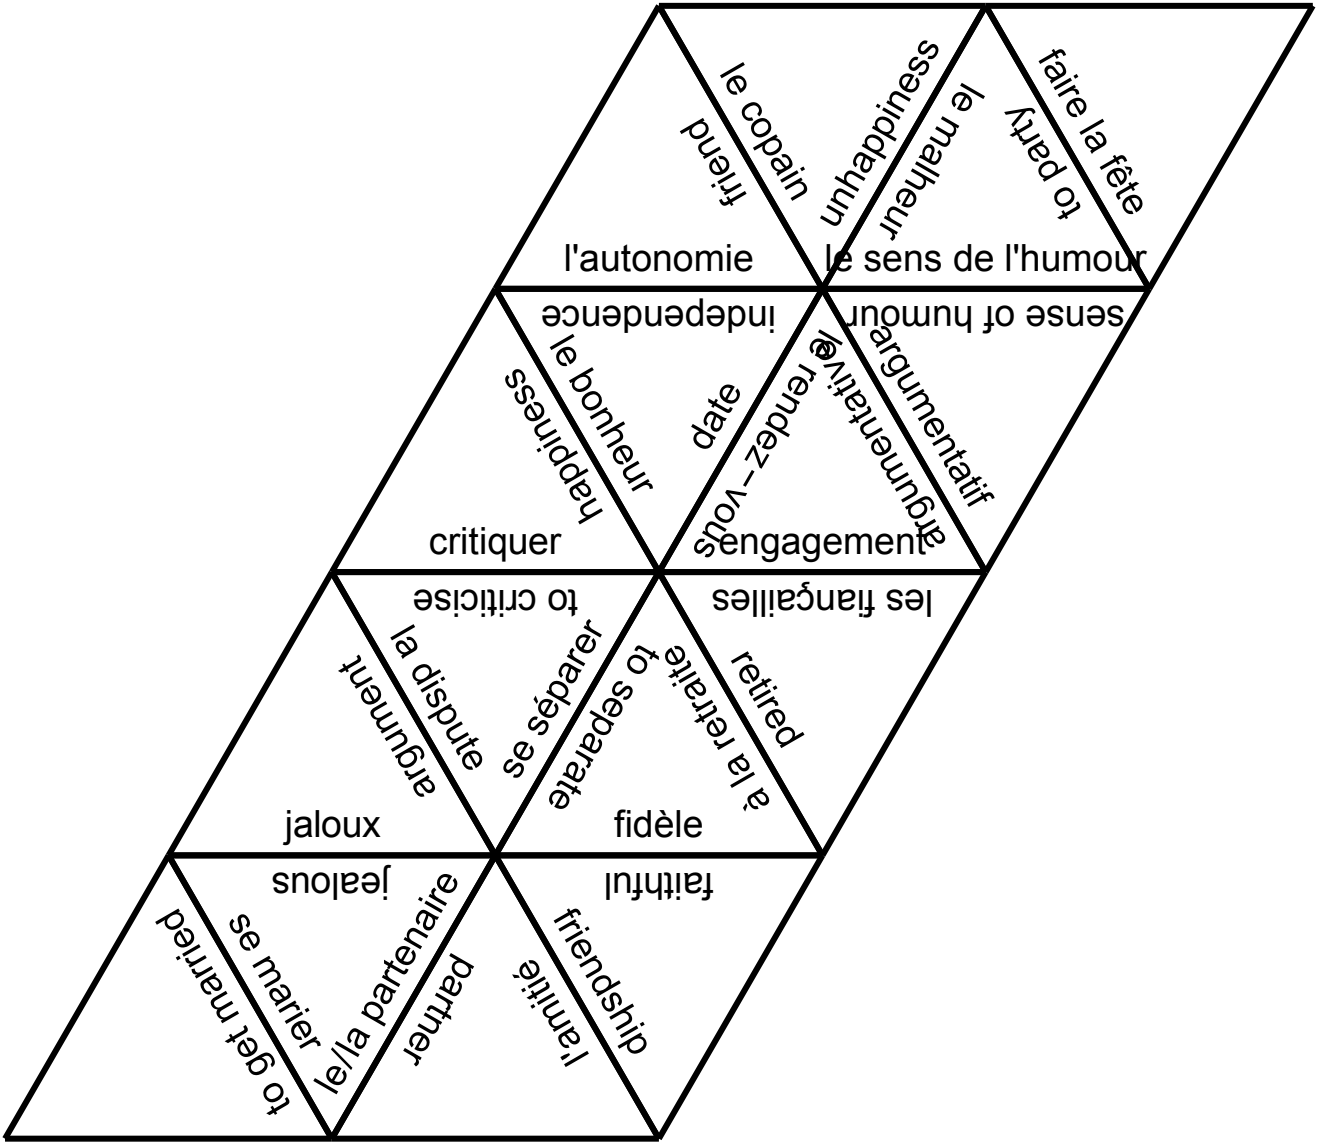 le copain
friend
unhappiness
le malheur
faire la fête
to party
l'autonomie
le sens de l'humour
independence
sense of humour
le bonheur
happiness
date
le rendez-vous
argumentative
argumentatif
critiquer
engagement
to criticise
les fiançailles
la dispute
argument
se séparer
to separate
à la retraite
retired
jaloux
fidèle
jealous
faithful
se marier
to get married
le/la partenaire
partner
friendship
l'amitié